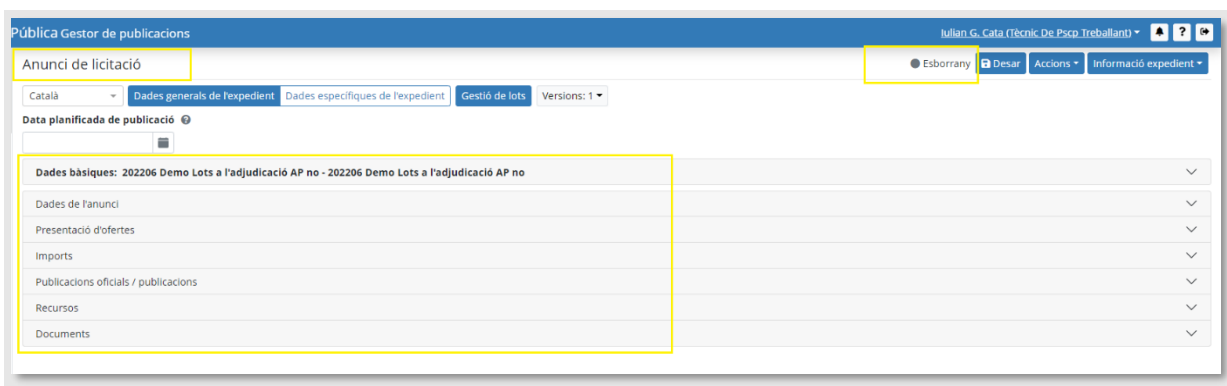 Pública Gestor de publicacions Iulian G. Cata (Tècnic De Pscp Treballant) ?
Anunci de licitació Esborrany Desar Accions Informació expedient
Català Dades generals de l'expedient Dades específiques de l'expedient Gestió de lots Versions: 1
Data planificada de publicació ?
Dades bàsiques: 202206 Demo Lots a l'adjudicació AP no - 202206 Demo Lots a l'adjudicació AP no
Dades de l'anunci
Presentació d'ofertes
Imports
Publicacions oficials / publicacions
Recursos
Documents